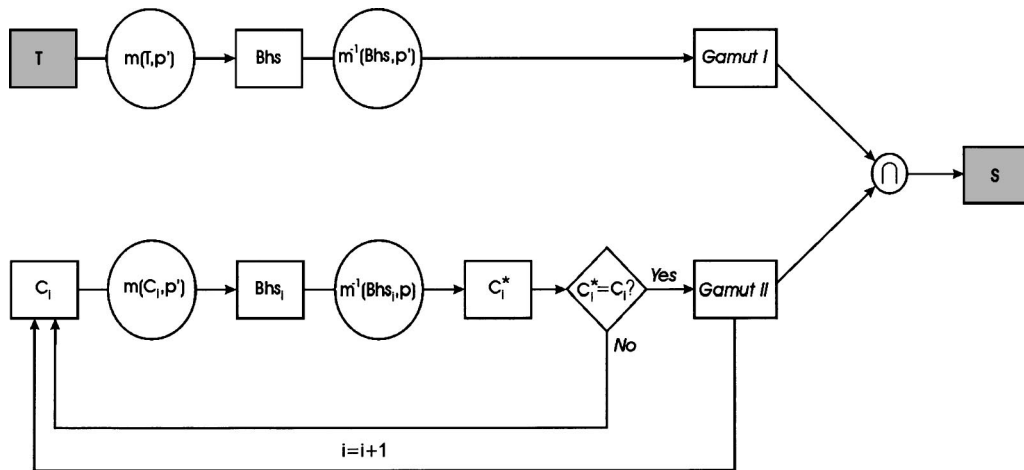 T
m(T,p')
Bhs
m⁻¹(Bhs,p')
Gamut I
⋂
S
Cᵢ
m(Cᵢ,p')
Bhsᵢ
m⁻¹(Bhsᵢ,p)
Cᵢ*
Cᵢ*=Cᵢ?
Yes
Gamut II
No
i=i+1